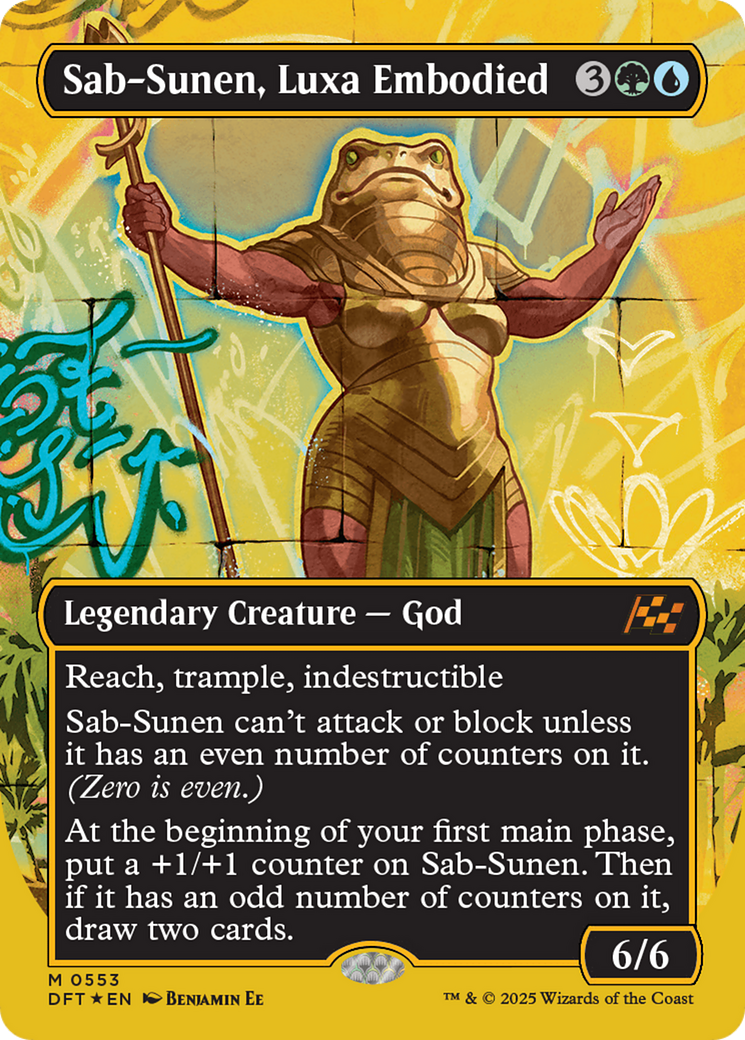 Sab-Sunen, Luxa Embodied 3
Legendary Creature — God
Reach, trample, indestructible
Sab-Sunen can't attack or block unless
it has an even number of counters on it.
(Zero is even.)
At the beginning of your first main phase,
put a +1/+1 counter on Sab-Sunen. Then
if it has an odd number of counters on it,
draw two cards.
6/6
M 0553
DFT ★ EN Benjamin Ee
™ & © 2025 Wizards of the Coast